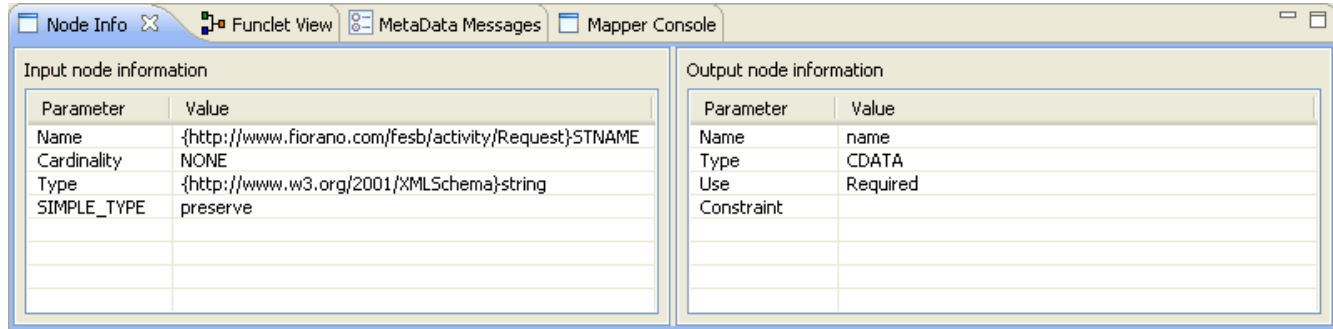 Node Info Funclet View MetaData Messages Mapper Console
Input node information
Parameter Value
Name {http://www.fiorano.com/fesb/activity/Request}STNAME
Cardinality NONE
Type {http://www.w3.org/2001/XMLSchema}string
SIMPLE_TYPE preserve
Output node information
Parameter Value
Name name
Type CDATA
Use Required
Constraint